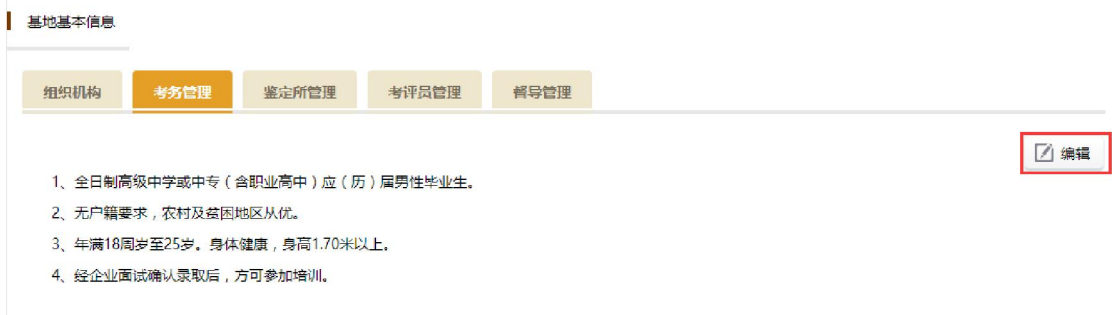 基地基本信息
组织机构 考务管理 鉴定所管理 考评员管理 督导管理
编辑
1、全日制高级中学或中专（含职业高中）应（历）届男性毕业生。
2、无户籍要求，农村及贫困地区从优。
3、年满18周岁至25岁。身体健康，身高1.70米以上。
4、经企业面试确认录取后，方可参加培训。